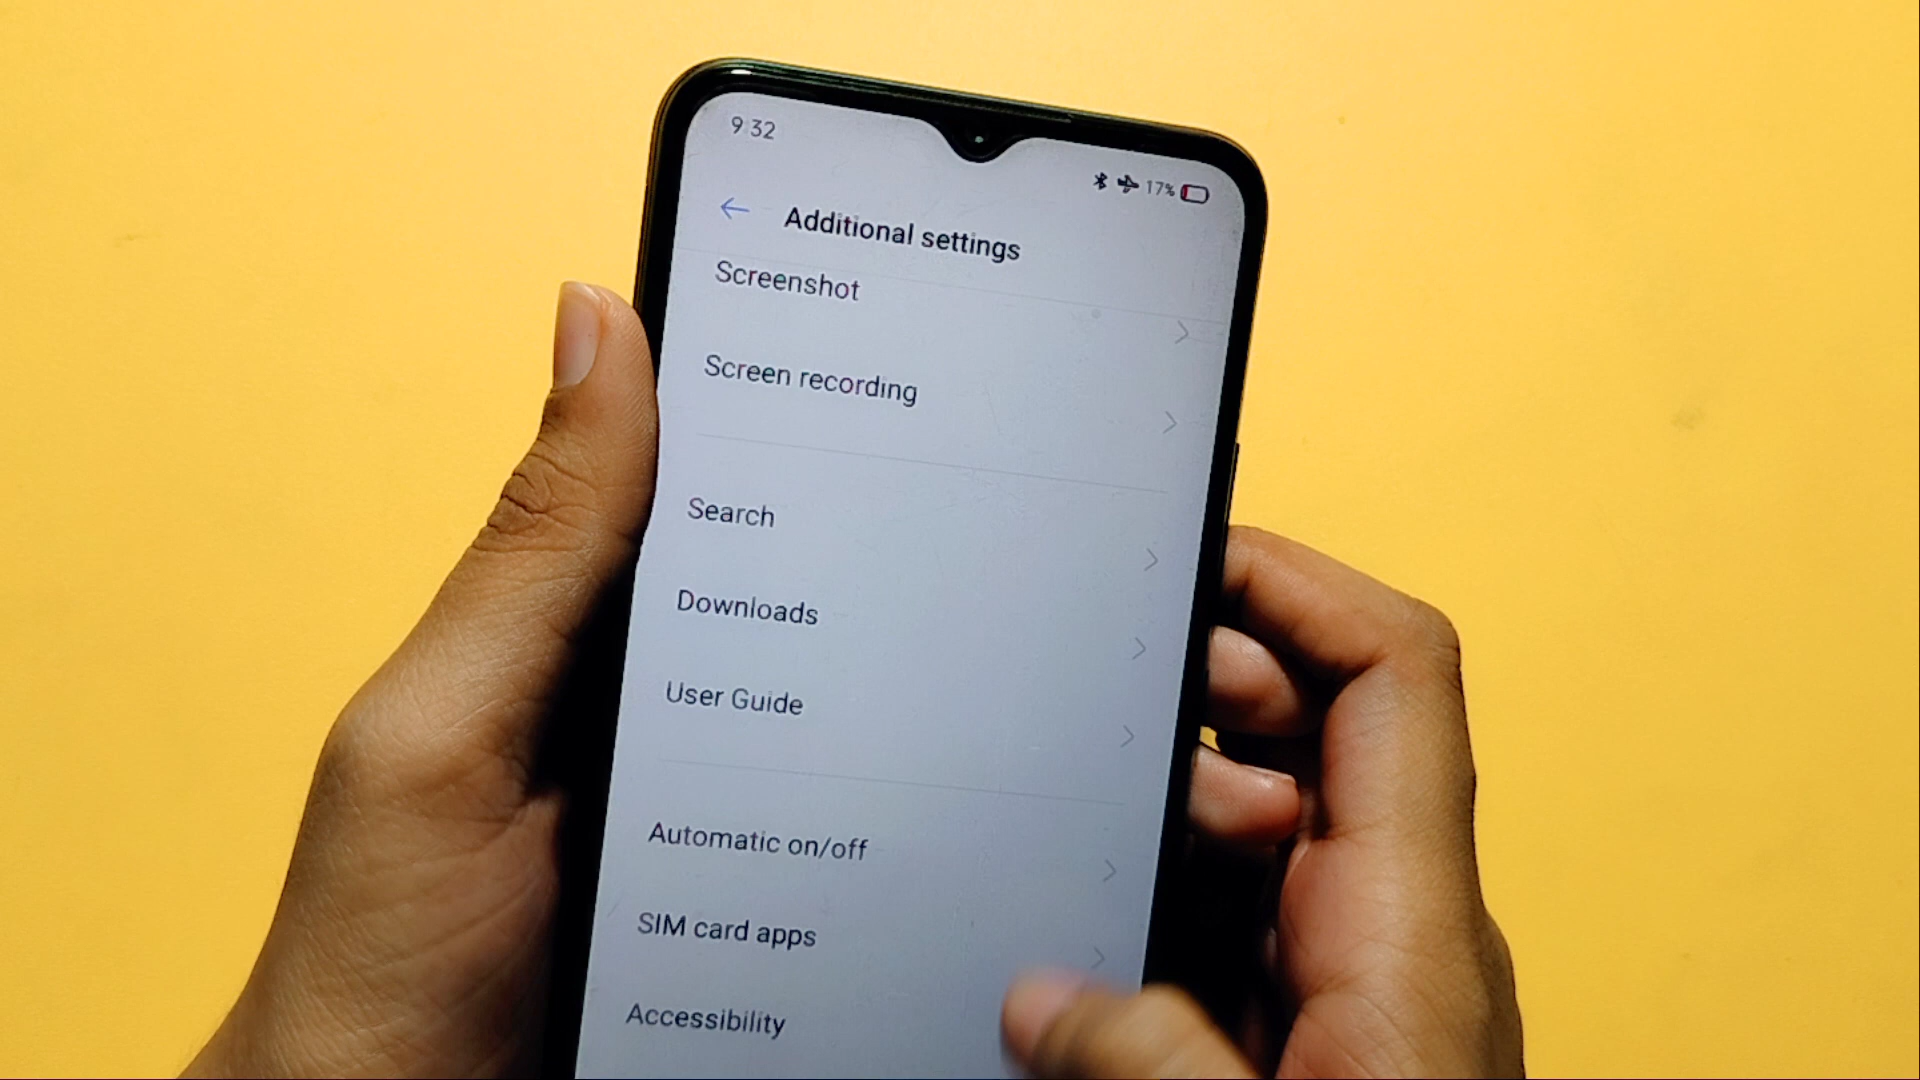 9 32
17%
Additional settings
Screenshot
Screen recording
Search
Downloads
User Guide
Automatic on/off
SIM card apps
Accessibility